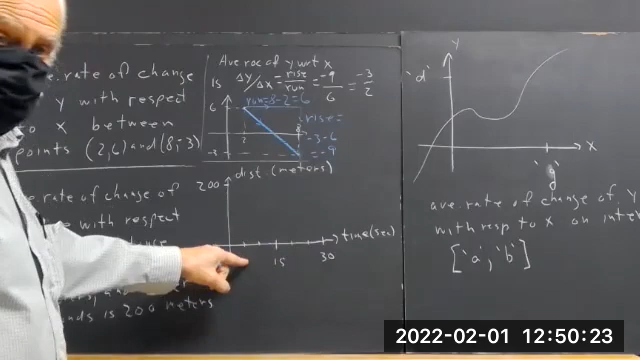 Ave roc of y wrt x
Is Δy/Δx = rise/run = -9/6 = -3/2
run=8-2=6
6
rise=
-3-6
=-9
2
8
-3
e.rate of change
Y with respect
to X between
points (2,6) and (8,-3)
e rate of change of
with respect
is 200 meters
dist (meters)
200
15
30
time(sec)
Y
'd'
X
ave.rate of change of Y
with resp to X on
['a','b']
2022-02-01 12:50:23